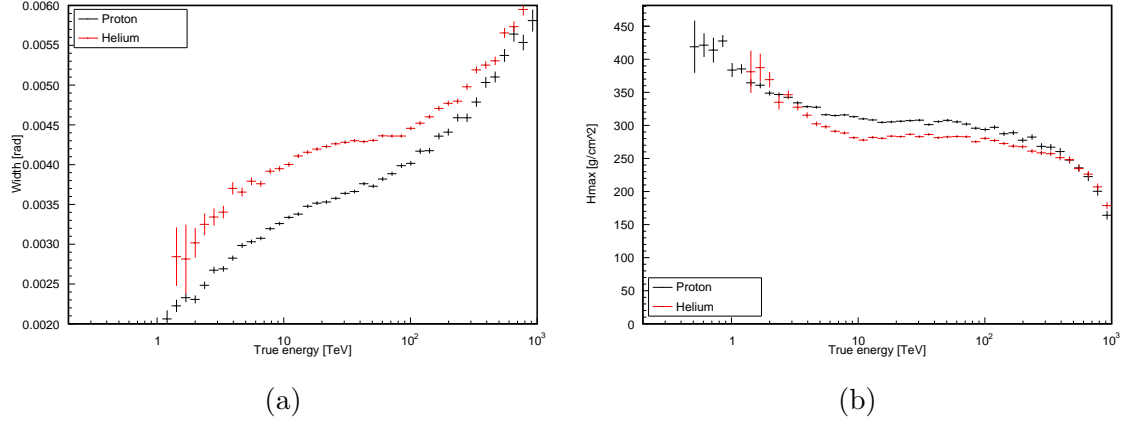 Width [rad]
0.0060
0.0055
0.0050
0.0045
0.0040
0.0035
0.0030
0.0025
0.0020
Proton
Helium
1
10
10²
10³
True energy [TeV]
(a)
Hmax [g/cm^2]
450
400
350
300
250
200
150
100
50
0
Proton
Helium
1
10
10²
10³
True energy [TeV]
(b)